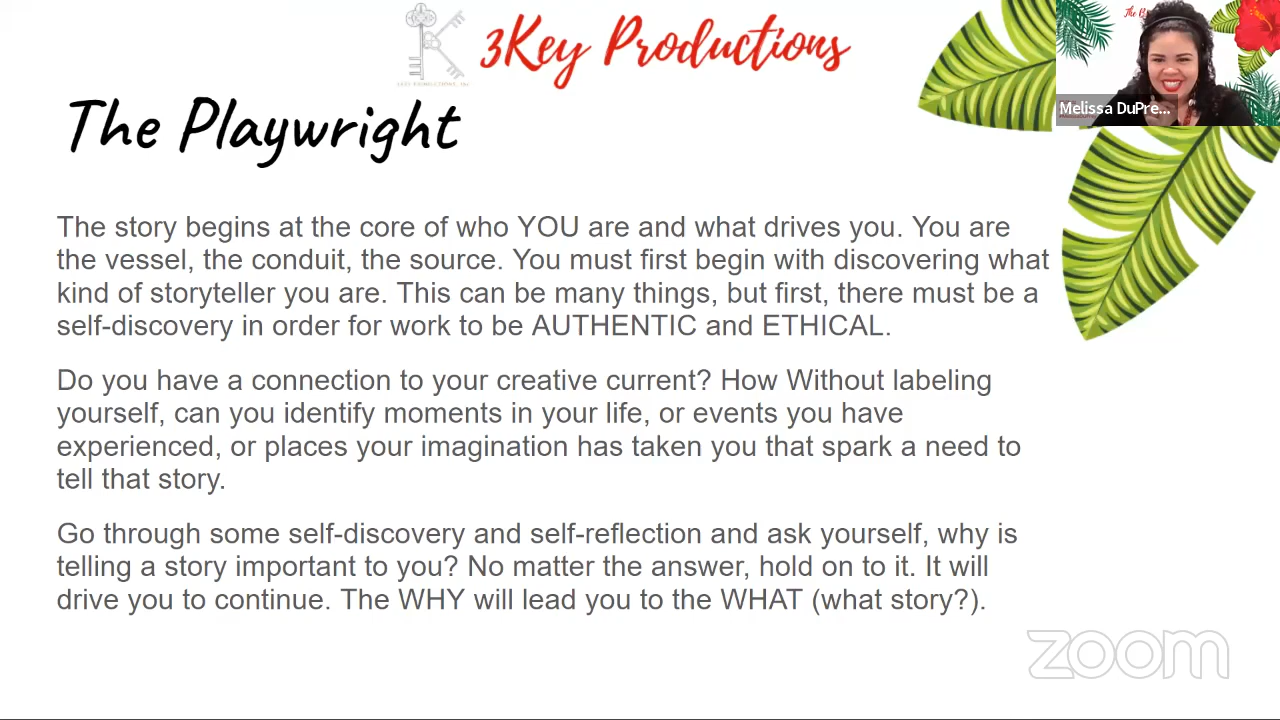 3Key Productions
The Playwright
Melissa DuPre...
The story begins at the core of who YOU are and what drives you. You are
the vessel, the conduit, the source. You must first begin with discovering what
kind of storyteller you are. This can be many things, but first, there must be a
self-discovery in order for work to be AUTHENTIC and ETHICAL.
Do you have a connection to your creative current? How Without labeling
yourself, can you identify moments in your life, or events you have
experienced, or places your imagination has taken you that spark a need to
tell that story.
Go through some self-discovery and self-reflection and ask yourself, why is
telling a story important to you? No matter the answer, hold on to it. It will
drive you to continue. The WHY will lead you to the WHAT (what story?).
zoom